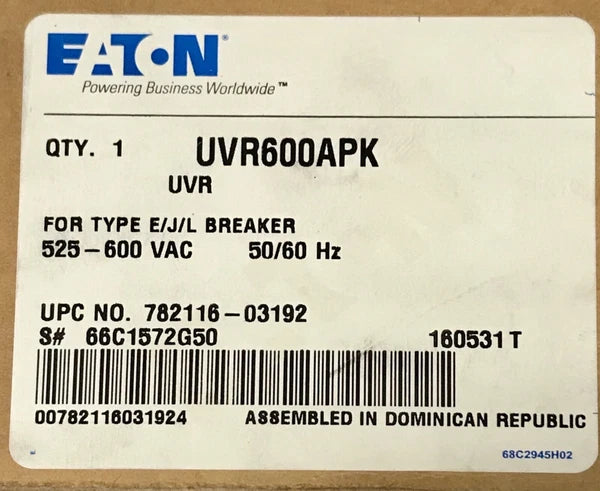 EATON
Powering Business Worldwide™
QTY. 1 UVR600APK
UVR
FOR TYPE E/J/L BREAKER
525-600 VAC 50/60 Hz
UPC NO. 782116-03192
S# 66C1572G50 160531 T
00782116031924 ASSEMBLED IN DOMINICAN REPUBLIC
68C2945H02